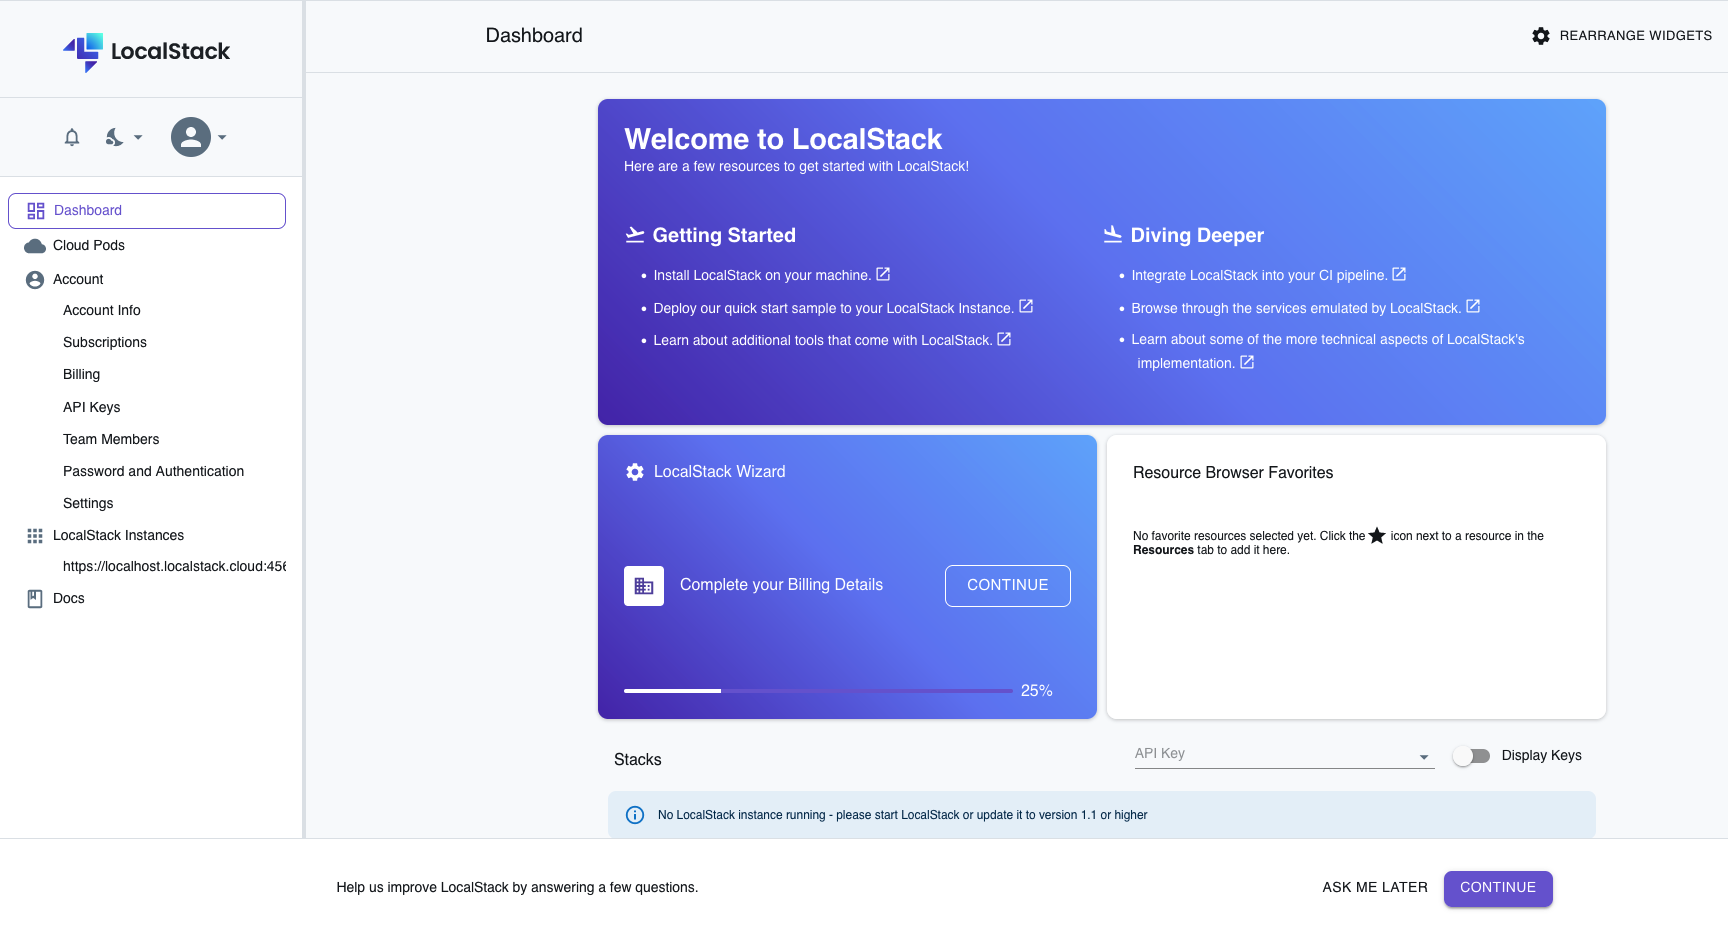 LocalStack
Dashboard
REARRANGE WIDGETS
Dashboard
Cloud Pods
Account
Account Info
Subscriptions
Billing
API Keys
Team Members
Password and Authentication
Settings
LocalStack Instances
https://localhost.localstack.cloud:456
Docs
Welcome to LocalStack
Here are a few resources to get started with LocalStack!
Getting Started
Install LocalStack on your machine.
Deploy our quick start sample to your LocalStack Instance.
Learn about additional tools that come with LocalStack.
Diving Deeper
Integrate LocalStack into your CI pipeline.
Browse through the services emulated by LocalStack.
Learn about some of the more technical aspects of LocalStack's
implementation.
LocalStack Wizard
Complete your Billing Details
CONTINUE
25%
Resource Browser Favorites
No favorite resources selected yet. Click the icon next to a resource in the
Resources tab to add it here.
Stacks
API Key
Display Keys
No LocalStack instance running - please start LocalStack or update it to version 1.1 or higher
Help us improve LocalStack by answering a few questions.
ASK ME LATER
CONTINUE